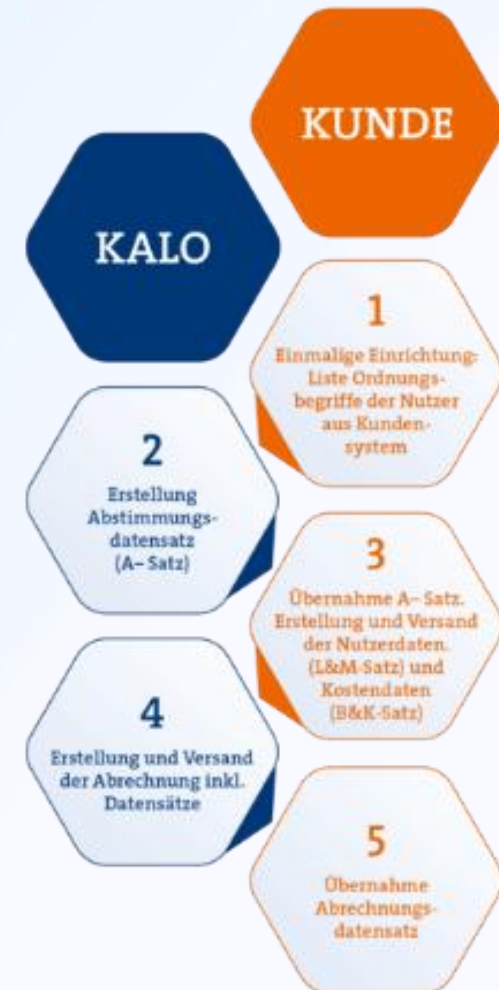 KUNDE
KALO
1
Einmalige Einrichtung:
Liste Ordnungs-
begriffe der Nutzer
aus Kunden-
system
2
Erstellung
Abstimmungs-
datensatz
(A– Satz)
3
Übernahme A– Satz.
Erstellung und Versand
der Nutzerdaten.
(L&M-Satz) und
Kostendaten
(B&K-Satz)
4
Erstellung und Versand
der Abrechnung inkl.
Datensätze
5
Übernahme
Abrechnungs-
datensatz